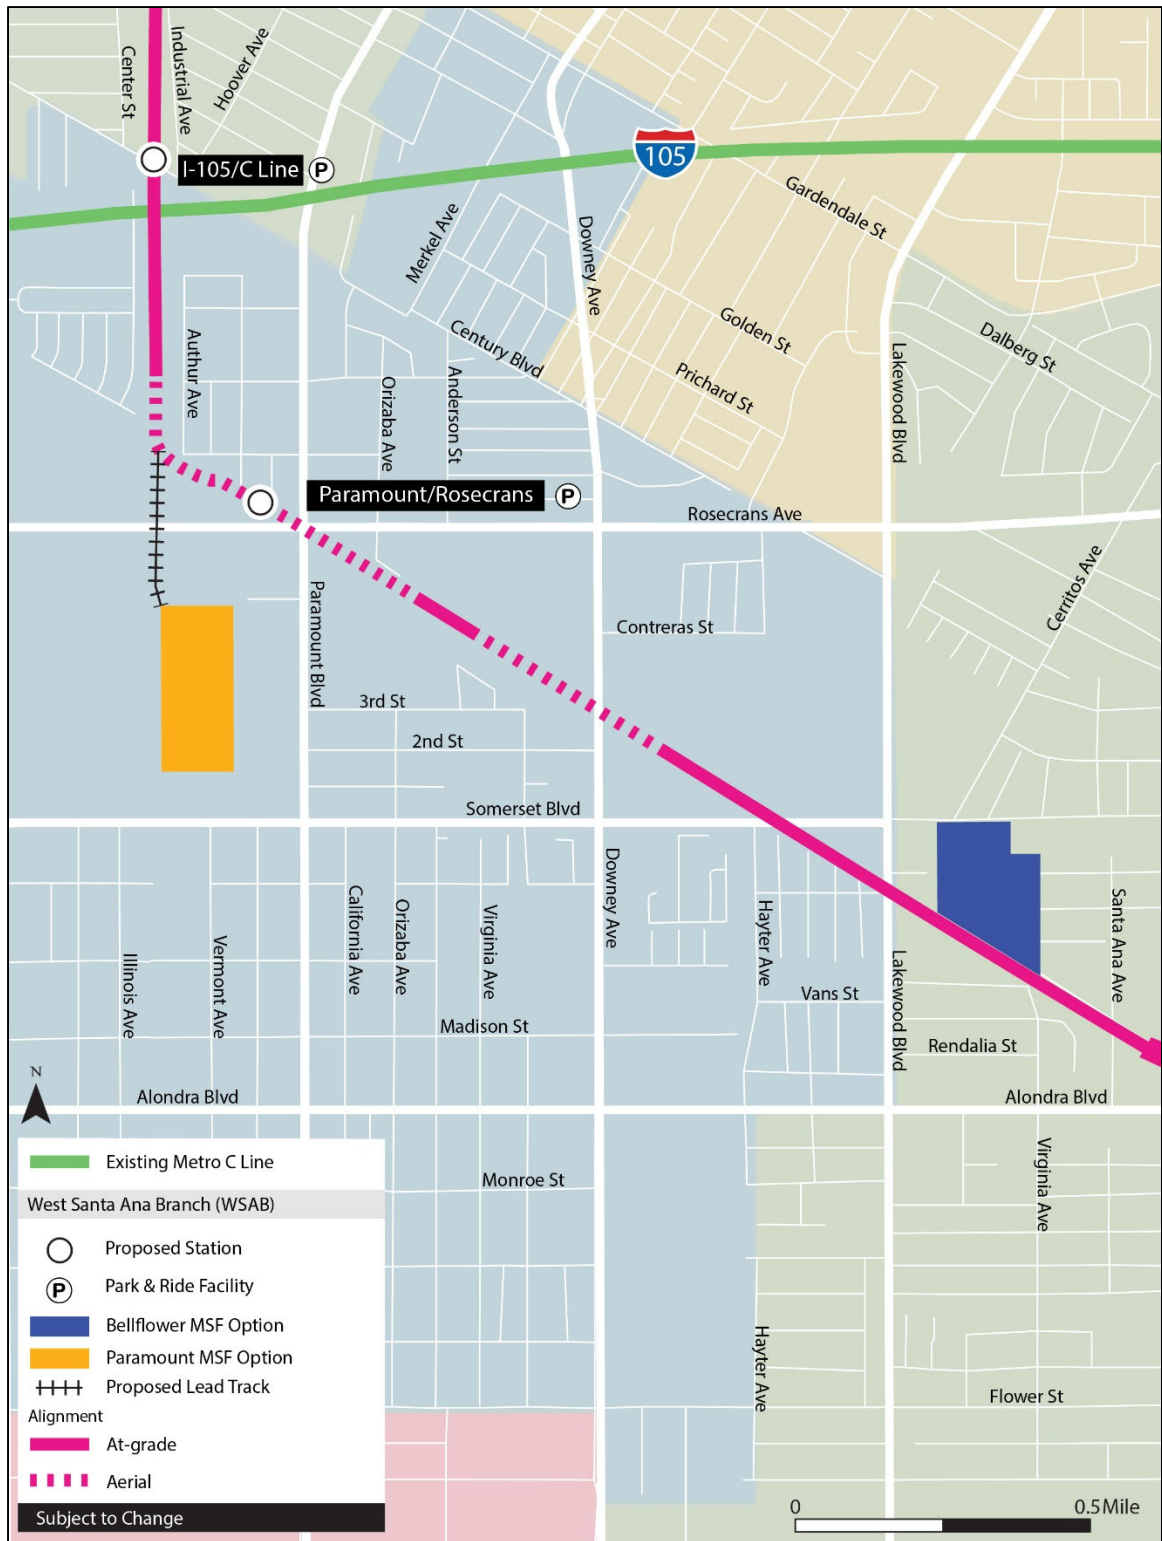 Center St
Industrial Ave
Hoover Ave
I-105/C Line
P
105
Gardendale St
Merkel Ave
Downey Ave
Golden St
Dalberg St
Century Blvd
Prichard St
Lakewood Blvd
Authur Ave
Orizaba Ave
Anderson St
Paramount/Rosecrans
P
Rosecrans Ave
Cerritos Ave
Paramount Blvd
Contreras St
3rd St
2nd St
Somerset Blvd
Downey Ave
California Ave
Orizaba Ave
Virginia Ave
Hayter Ave
Santa Ana Ave
Illinois Ave
Vermont Ave
Lakewood Blvd
Vans St
Madison St
Rendalia St
N
Alondra Blvd
Alondra Blvd
Monroe St
Virginia Ave
Hayter Ave
Flower St
Existing Metro C Line
West Santa Ana Branch (WSAB)
Proposed Station
P
Park & Ride Facility
Bellflower MSF Option
Paramount MSF Option
Proposed Lead Track
Alignment
At-grade
Aerial
Subject to Change
0 0.5 Mile